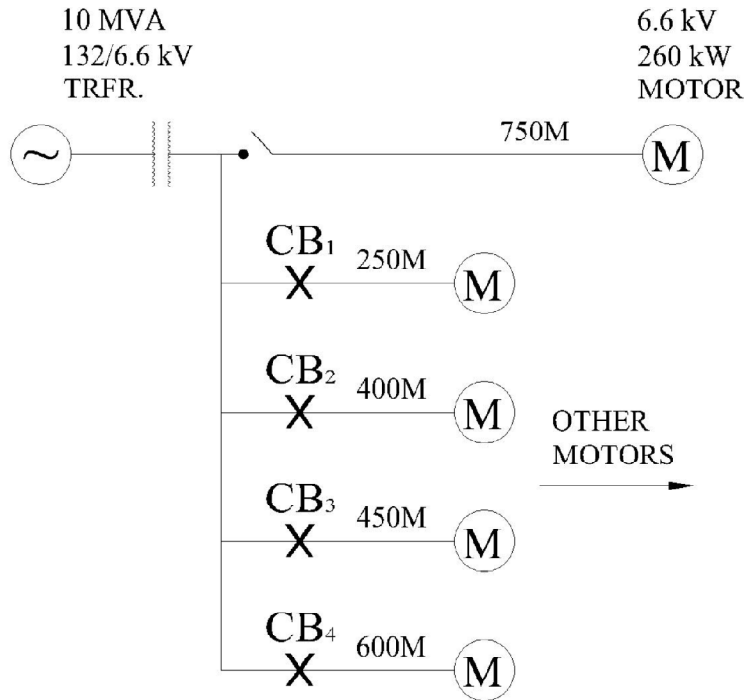 10 MVA
132/6.6 kV
TRFR.
6.6 kV
260 kW
MOTOR
750M
~
M
CB₁
250M
M
CB₂
400M
M
OTHER
MOTORS
CB₃
450M
M
CB₄
600M
M